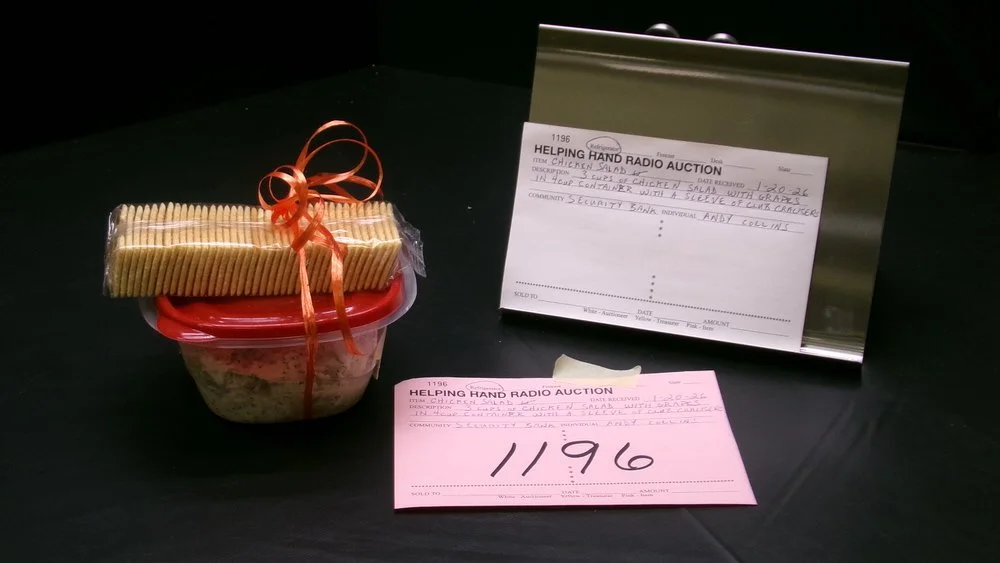 1196
Refrigerator Freezer Desk
HELPING HAND RADIO AUCTION
ITEM CHICKEN SALAD DATE RECEIVED 1-20-26
DESCRIPTION 3 CUPS OF CHICKEN SALAD WITH GRAPES
IN 4CUP CONTAINER WITH A SLEEVE OF CLUB CRACKERS
COMMUNITY SECURITY BANK INDIVIDUAL ANDY COLLINS
SOLD TO DATE AMOUNT
White - Auctioneer Yellow - Treasurer Pink - Item
1196
Refrigerator
HELPING HAND RADIO AUCTION
ITEM CHICKEN SALAD DATE RECEIVED 1-20-26
DESCRIPTION 3 CUPS OF CHICKEN SALAD WITH GRAPES
IN 4CUP CONTAINER WITH A SLEEVE OF CLUB CRACKER
COMMUNITY SECURITY BANK INDIVIDUAL ANDY COLLIN
1196
SOLD TO DATE AMOUNT
White - Auctioneer Yellow - Treasurer Pink - Item